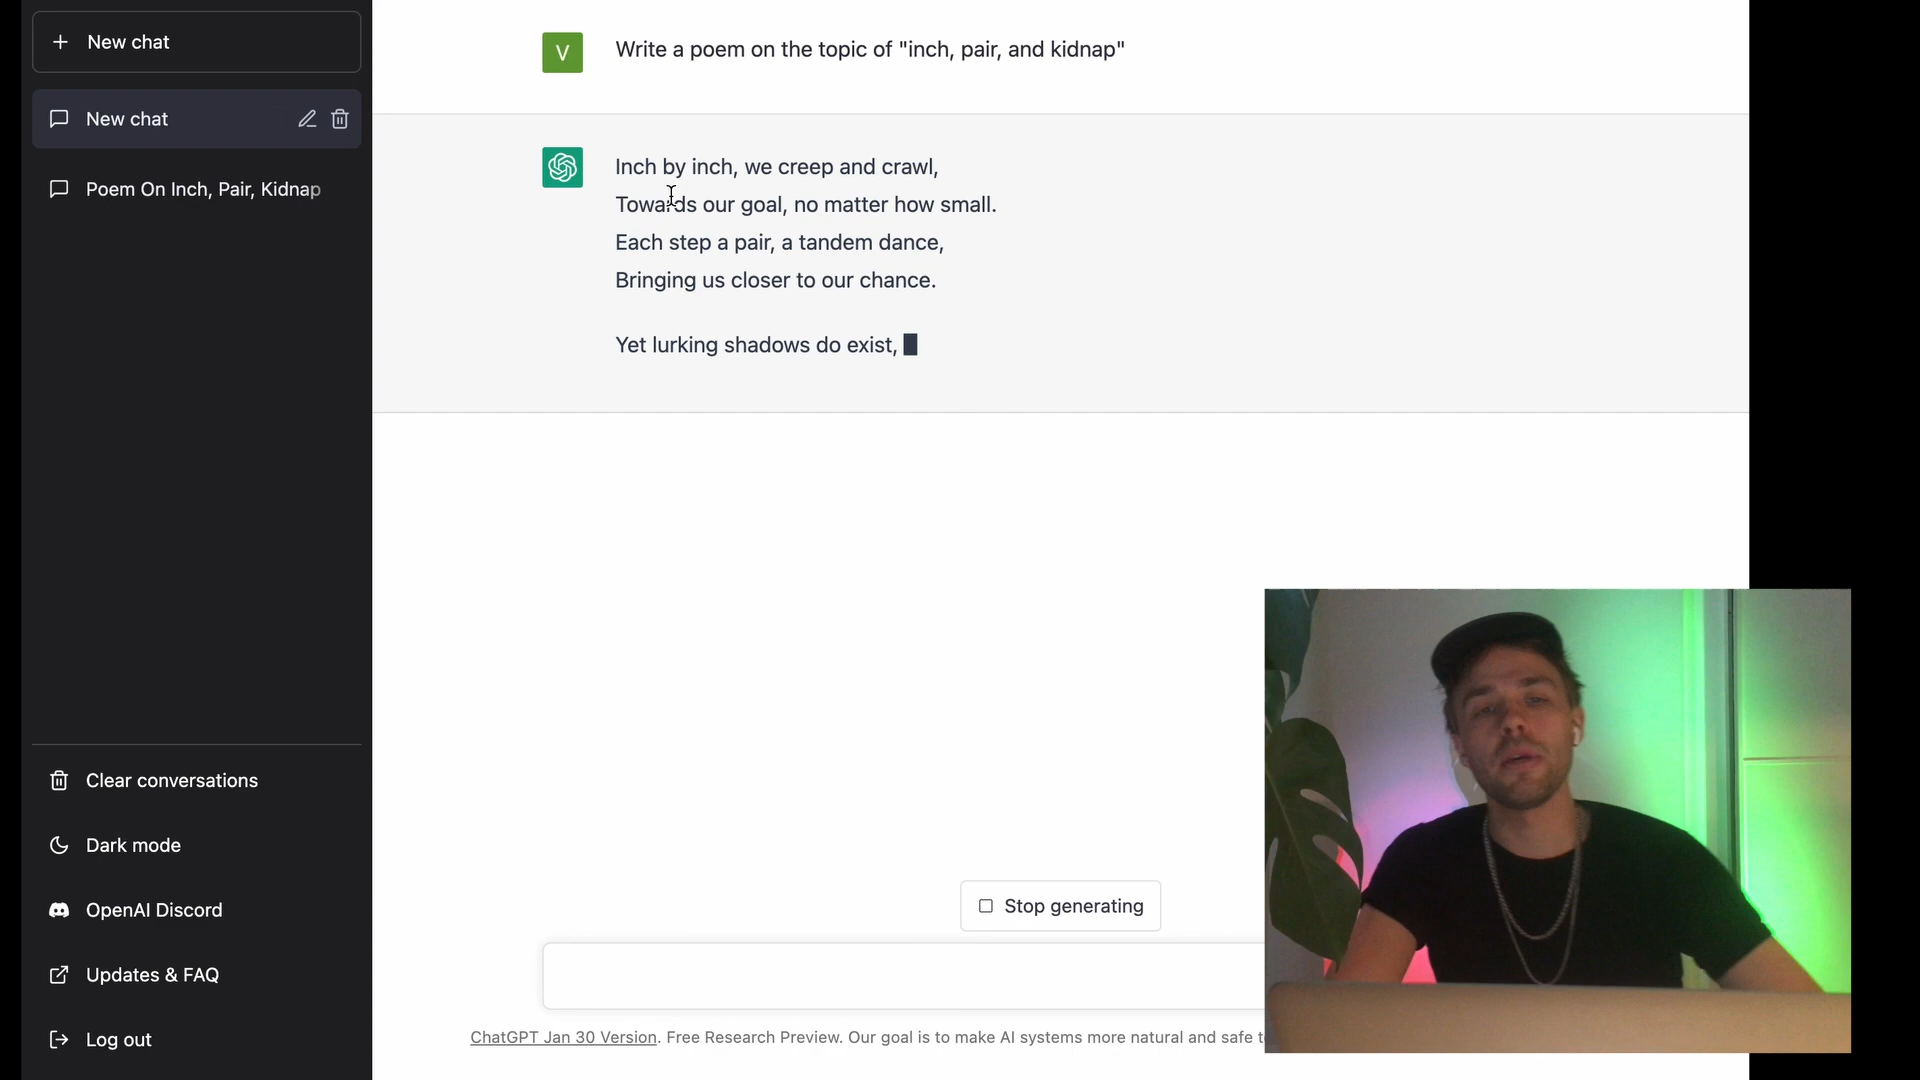 New chat
New chat
Poem On Inch, Pair, Kidnap
Clear conversations
Dark mode
OpenAI Discord
Updates & FAQ
Log out
V
Write a poem on the topic of "inch, pair, and kidnap"
Inch by inch, we creep and crawl,
Towards our goal, no matter how small.
Each step a pair, a tandem dance,
Bringing us closer to our chance.
Yet lurking shadows do exist,
Stop generating
ChatGPT Jan 30 Version. Free Research Preview. Our goal is to make AI systems more natural and safe